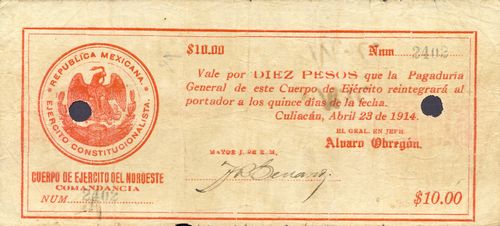 REPUBLICA MEXICANA.
EJERCITO CONSTITUCIONALISTA.
CUERPO DE EJERCITO DEL NOROESTE
COMANDANCIA
NUM 2402
$10.00
Num 2402
Vale por DIEZ PESOS que la Pagaduría
General de este Cuerpo de Ejército reintegrará al
portador a los quince días de la fecha.
Culiacán, Abril 23 de 1914.
EL GRAL. EN JEFE
MAYOR J. DE E. M.
Alvaro Obregón.
$10.00